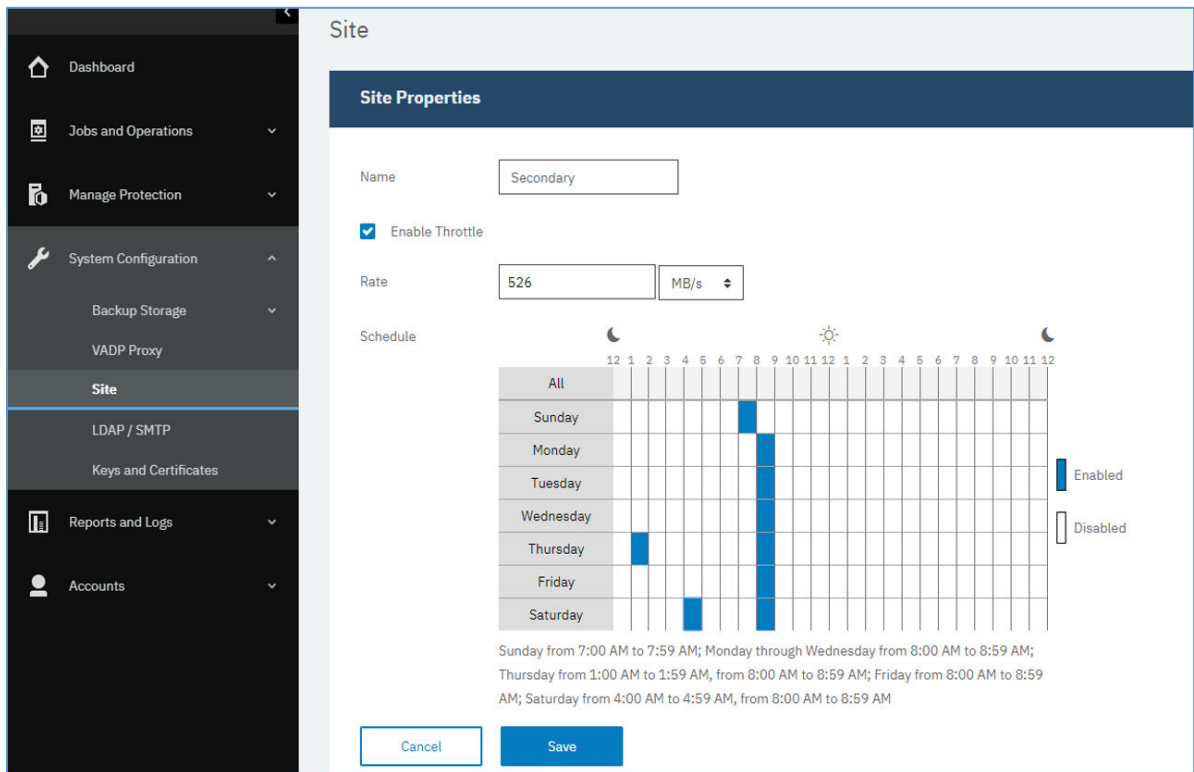 Site
Dashboard
Site Properties
Jobs and Operations
Name
Secondary
Manage Protection
Enable Throttle
System Configuration
Rate
526
MB/s
Backup Storage
Schedule
VADP Proxy
12 1 2 3 4 5 6 7 8 9 10 11 12 1 2 3 4 5 6 7 8 9 10 11 12
All
Site
Sunday
LDAP / SMTP
Monday
Keys and Certificates
Tuesday
Enabled
Wednesday
Reports and Logs
Disabled
Thursday
Friday
Accounts
Saturday
Sunday from 7:00 AM to 7:59 AM; Monday through Wednesday from 8:00 AM to 8:59 AM;
Thursday from 1:00 AM to 1:59 AM, from 8:00 AM to 8:59 AM; Friday from 8:00 AM to 8:59
AM; Saturday from 4:00 AM to 4:59 AM, from 8:00 AM to 8:59 AM
Cancel
Save